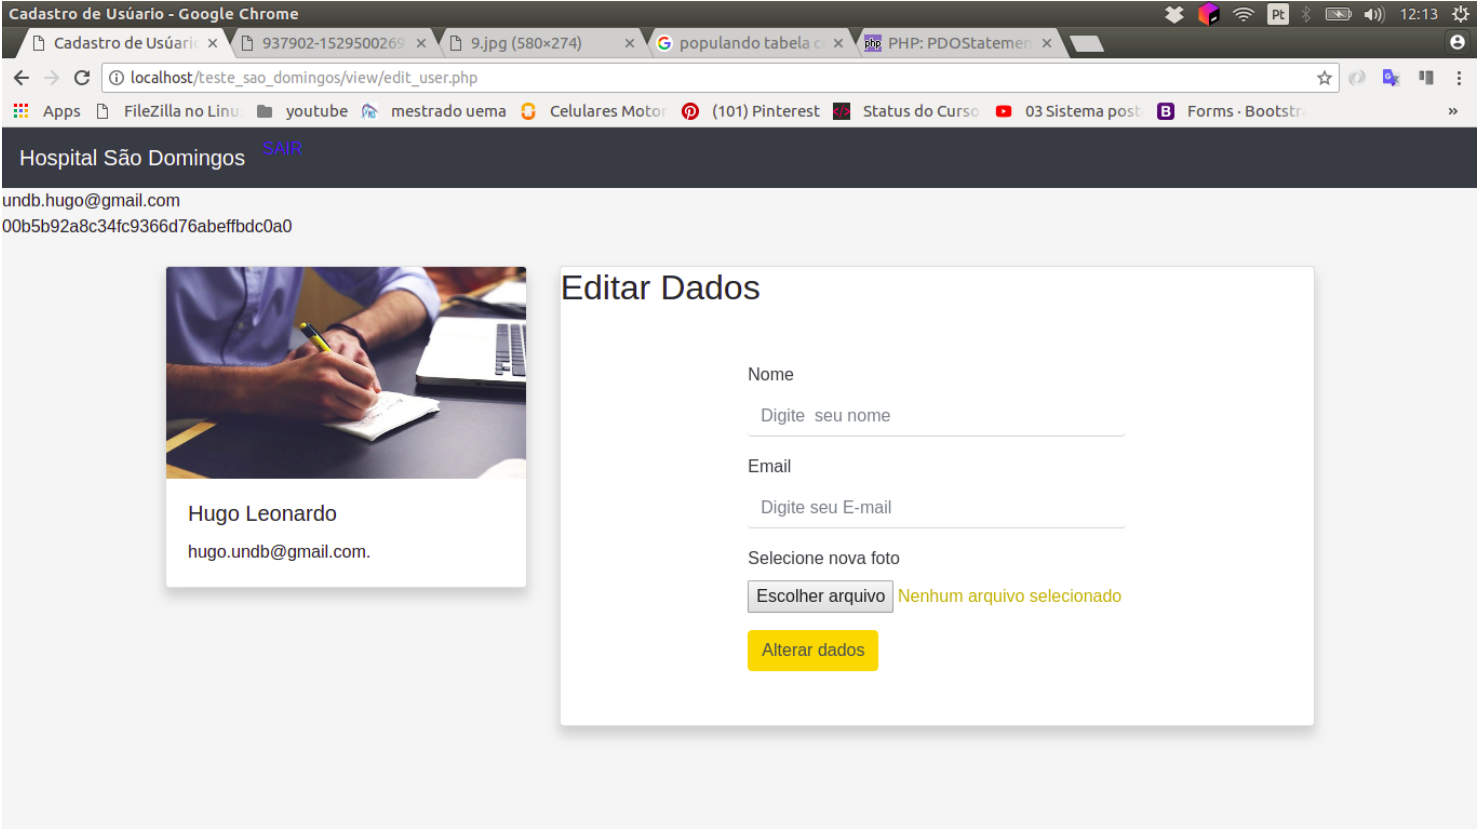 Cadastro de Usúario - Google Chrome
Pt
12:13
Cadastro de Usúario
937902-1529500269
9.jpg (580×274)
populando tabela c
PHP: PDOStatemen
localhost/teste_sao_domingos/view/edit_user.php
Apps
FileZilla no Linu
youtube
mestrado uema
Celulares Motor
(101) Pinterest
Status do Curso
03 Sistema post
B
Forms · Bootstr
»
Hospital São Domingos
SAIR
undb.hugo@gmail.com
00b5b92a8c34fc9366d76abeffbdc0a0
Editar Dados
Nome
Digite seu nome
Email
Digite seu E-mail
Selecione nova foto
Escolher arquivo Nenhum arquivo selecionado
Alterar dados
Hugo Leonardo
hugo.undb@gmail.com.